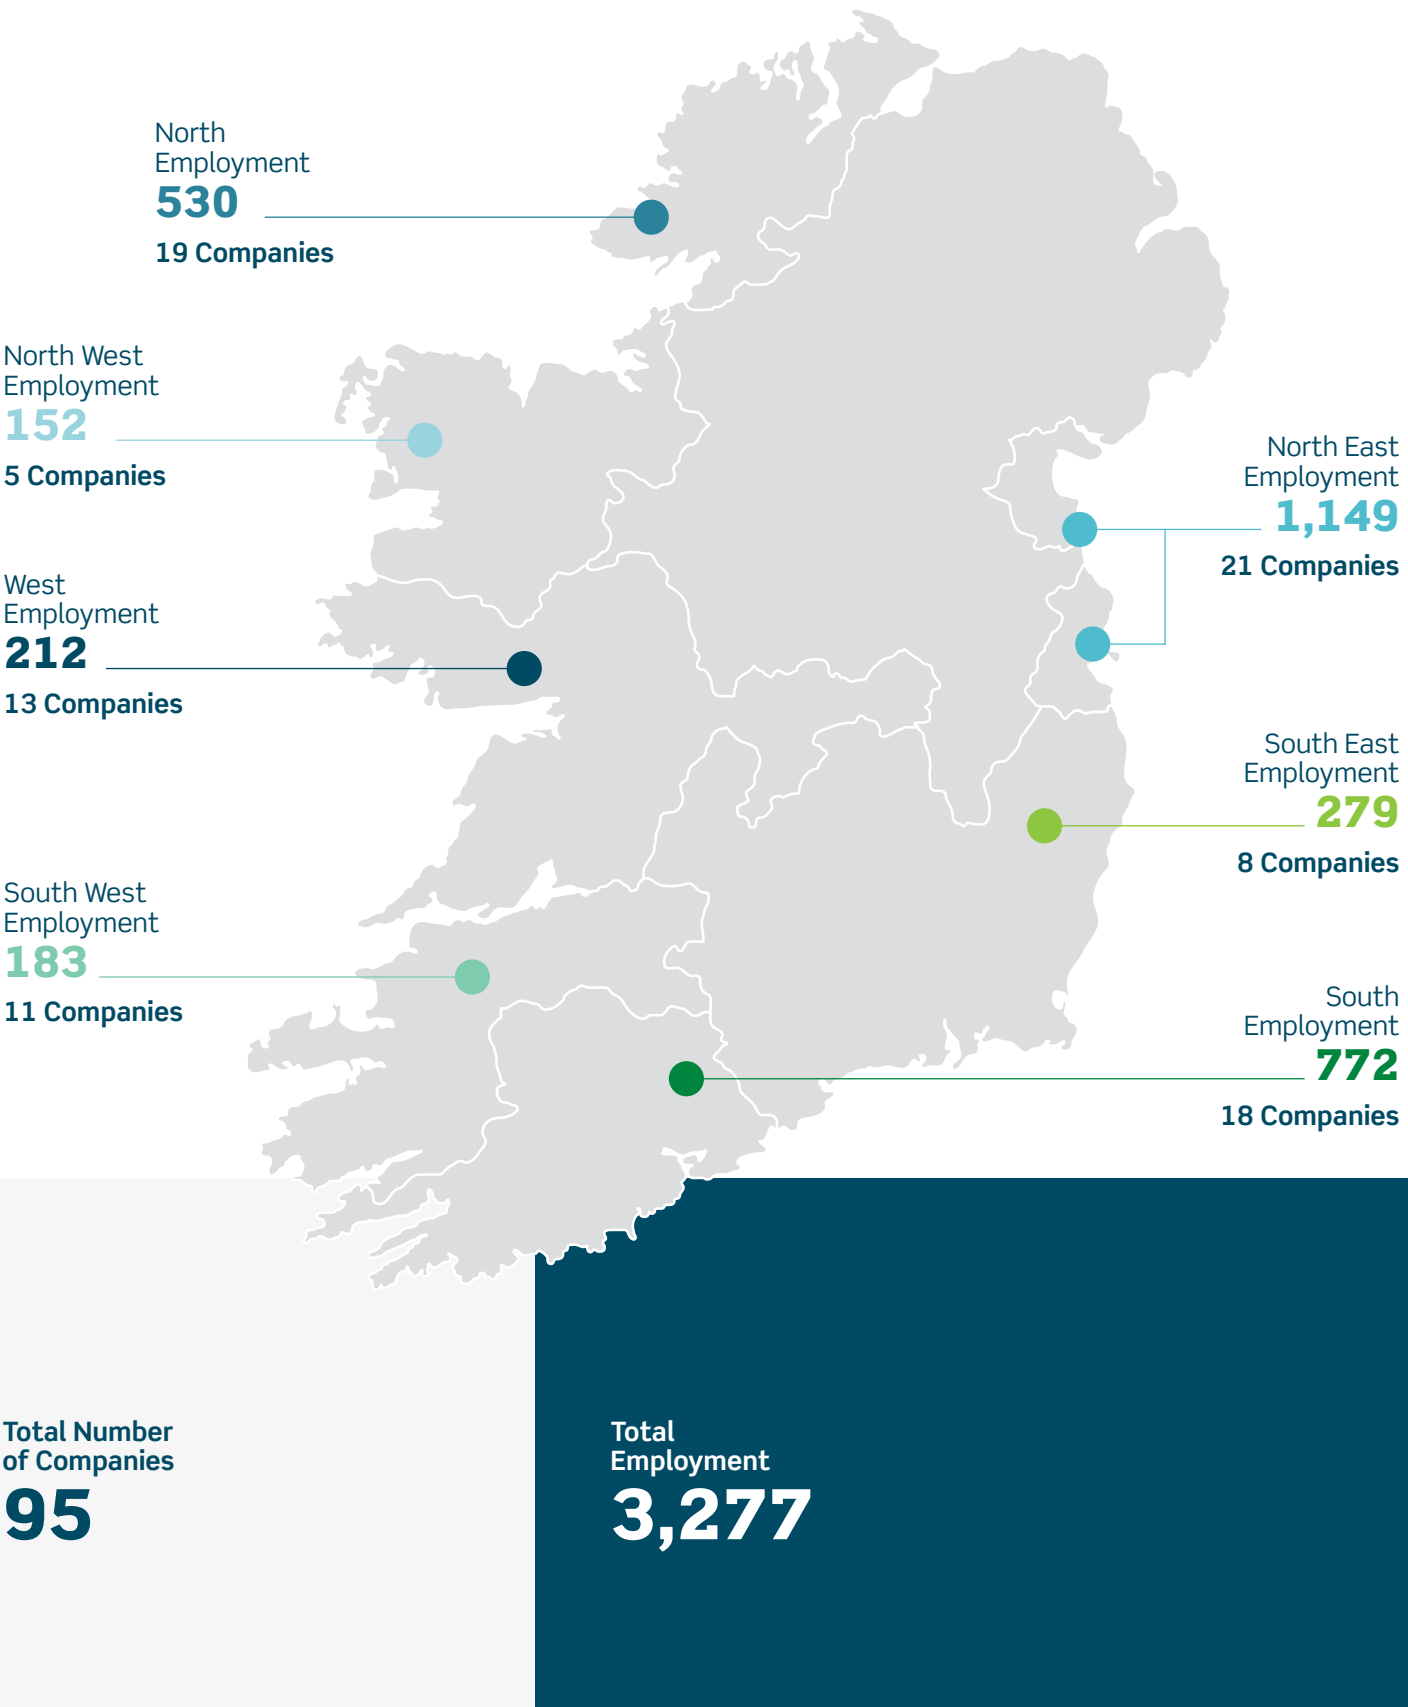 North
Employment
530
19 Companies
North West
Employment
152
5 Companies
North East
Employment
1,149
21 Companies
West
Employment
212
13 Companies
South East
Employment
279
8 Companies
South West
Employment
183
11 Companies
South
Employment
772
18 Companies
Total Number
of Companies
95
Total
Employment
3,277